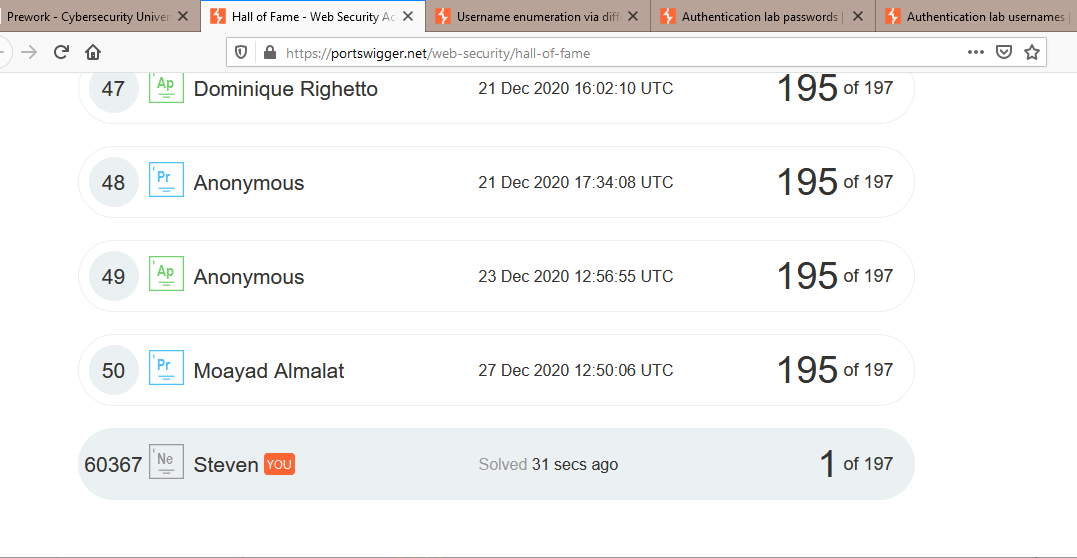 Prework - Cybersecurity Univer
Hall of Fame - Web Security Ac
Username enumeration via diff
Authentication lab passwords |
Authentication lab usernames |
https://portswigger.net/web-security/hall-of-fame
47 Ap Dominique Righetto 21 Dec 2020 16:02:10 UTC 195 of 197
48 Pr Anonymous 21 Dec 2020 17:34:08 UTC 195 of 197
49 Ap Anonymous 23 Dec 2020 12:56:55 UTC 195 of 197
50 Pr Moayad Almalat 27 Dec 2020 12:50:06 UTC 195 of 197
60367 Ne Steven YOU Solved 31 secs ago 1 of 197